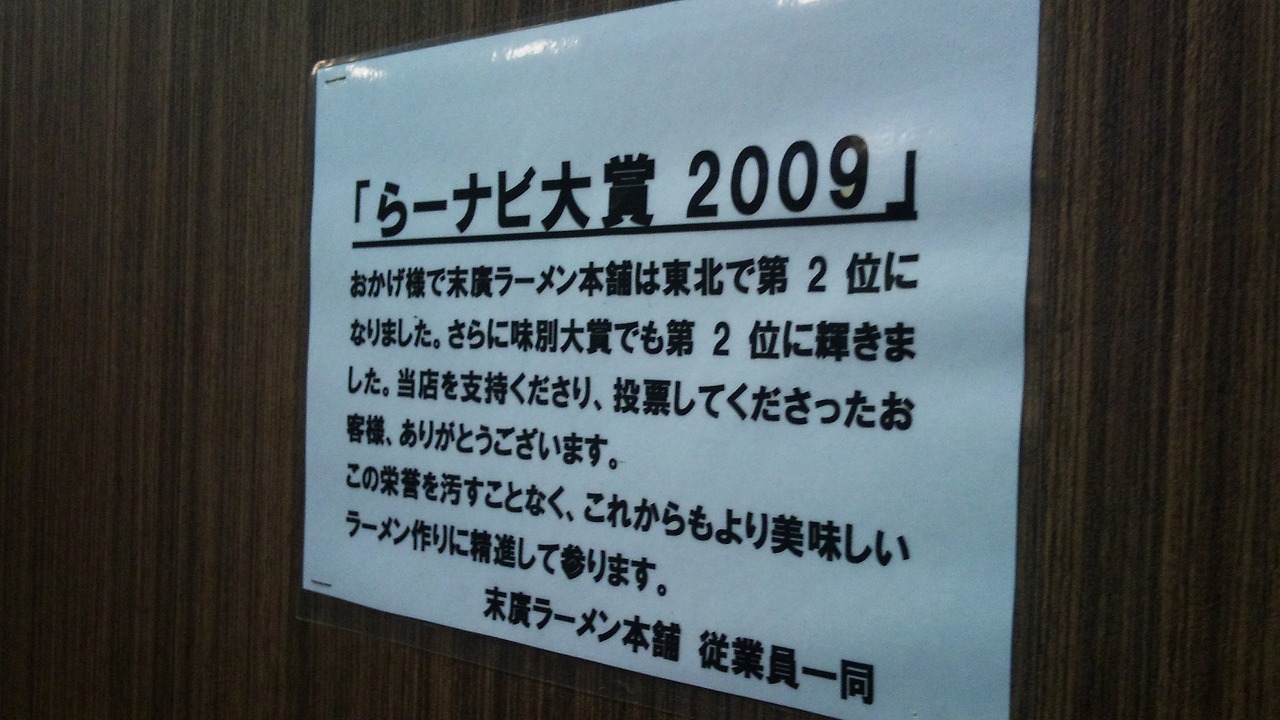 「らーナビ大賞 2009」
おかげ様で末廣ラーメン本舗は東北で第 2 位に
なりました。さらに味別大賞でも第 2 位に輝きま
した。当店を支持くださり、投票してくださったお
客様、ありがとうございます。
この栄誉を汚すことなく、これからもより美味しい
ラーメン作りに精進して参ります。
末廣ラーメン本舗 従業員一同